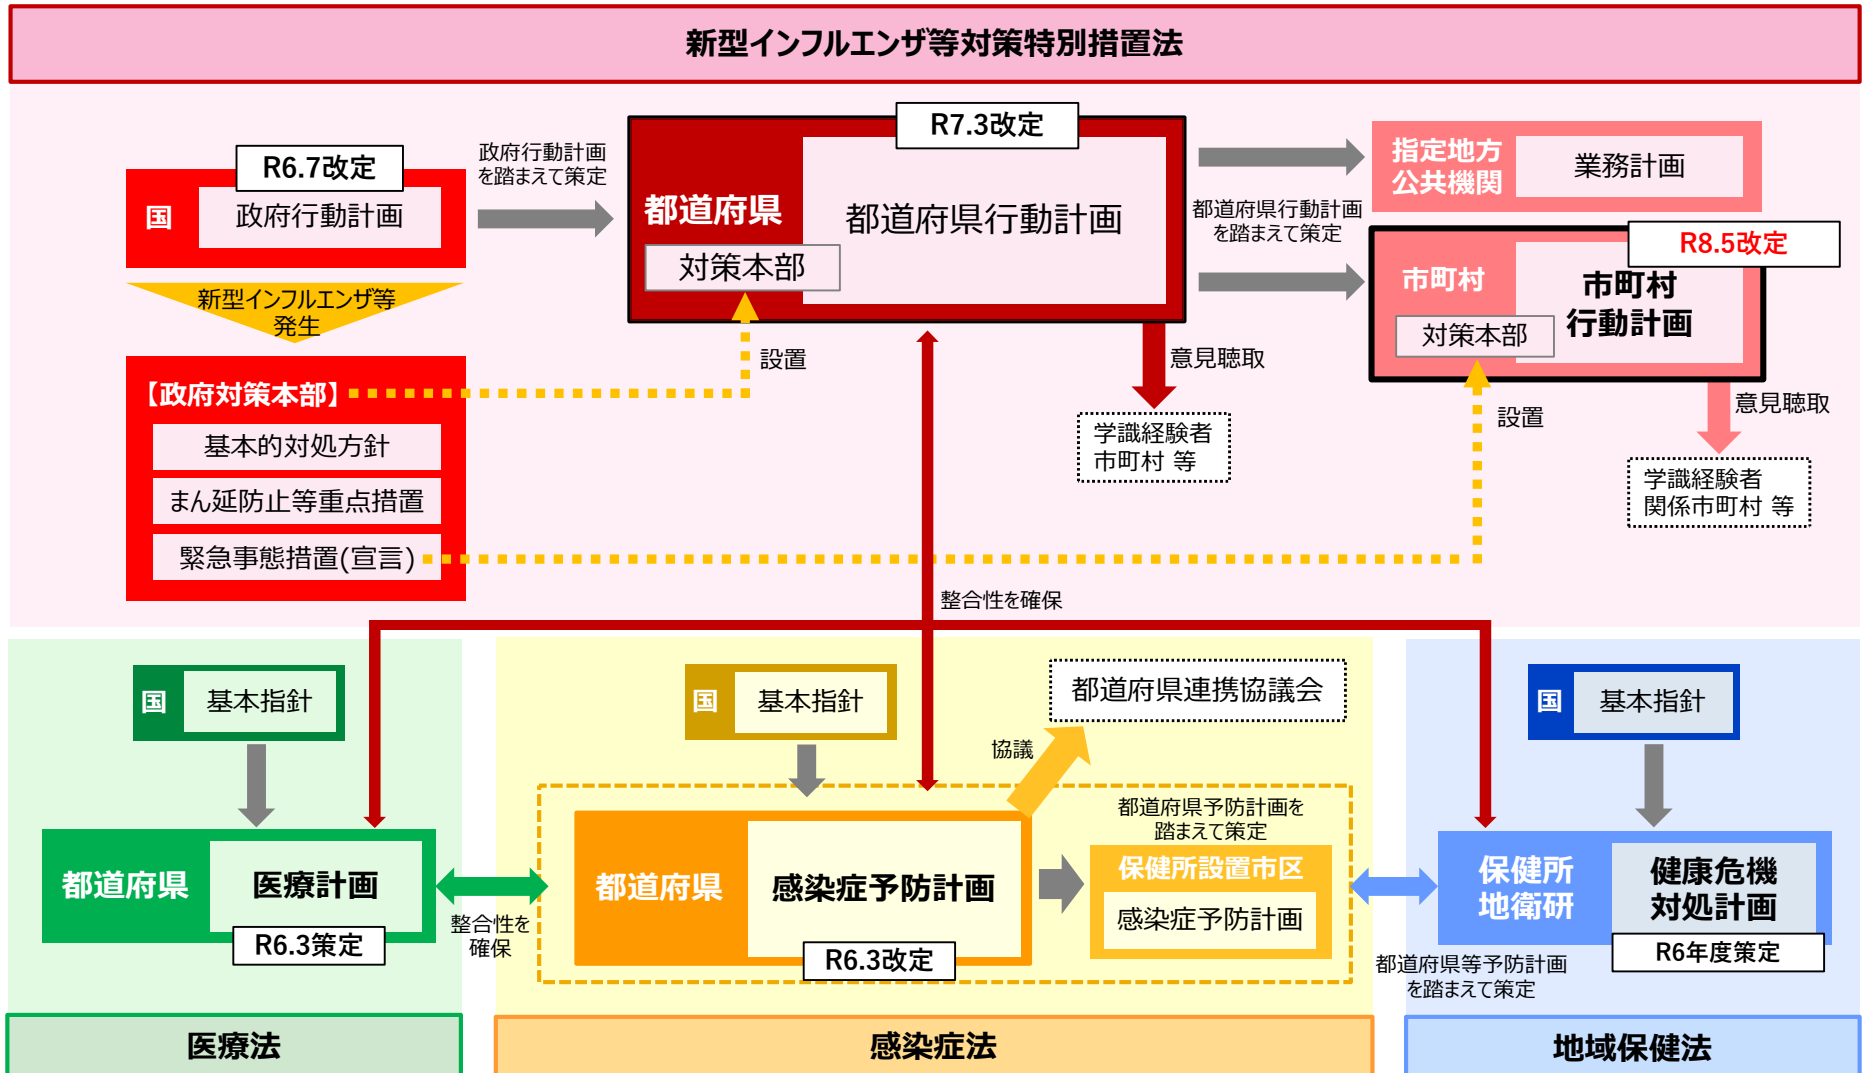 新型インフルエンザ等対策特別措置法
R6.7改定
国
政府行動計画
新型インフルエンザ等
発生
政府行動計画
を踏まえて策定
R7.3改定
都道府県
都道府県行動計画
対策本部
都道府県行動計画
を踏まえて策定
指定地方
公共機関
業務計画
R8.5改定
市町村
市町村
行動計画
対策本部
【政府対策本部】
基本的対処方針
まん延防止等重点措置
緊急事態措置(宣言)
設置
意見聴取
学識経験者
市町村 等
設置
意見聴取
学識経験者
関係市町村 等
整合性を確保
国
基本指針
都道府県
医療計画
R6.3策定
整合性を
確保
医療法
国
基本指針
都道府県連携協議会
協議
都道府県
感染症予防計画
R6.3改定
都道府県予防計画を
踏まえて策定
保健所設置市区
感染症予防計画
感染症法
国
基本指針
保健所
地衛研
健康危機
対処計画
R6年度策定
都道府県等予防計画
を踏まえて策定
地域保健法